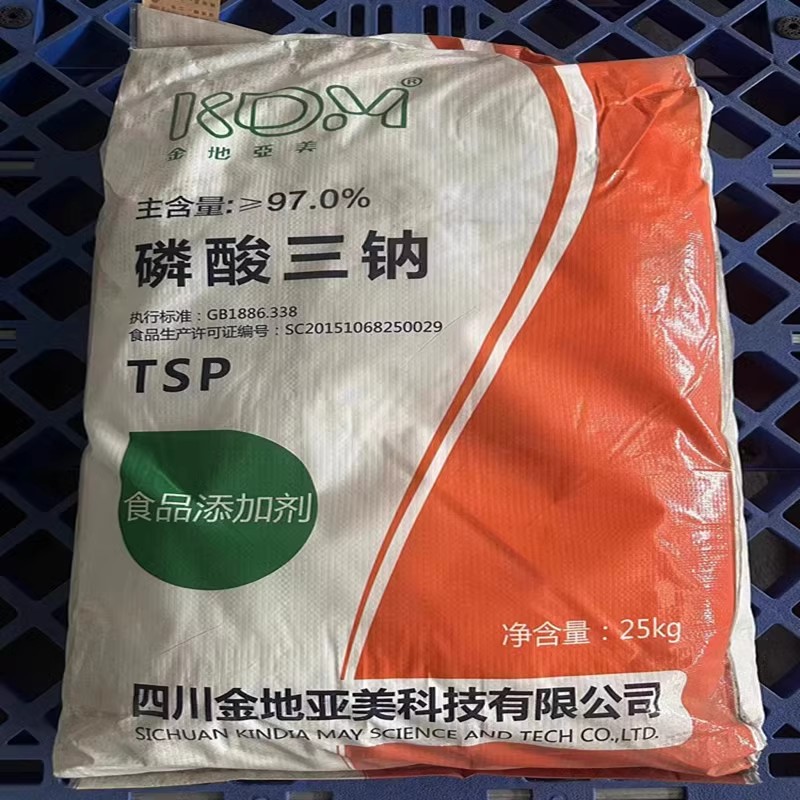 KDM®
金地亞美
主含量:≥97.0%
磷酸三钠
执行标准：GB1886.338
食品生产许可证编号：SC20151068250029
TSP
食品添加剂
净含量：25kg
四川金地亚美科技有限公司
SICHUAN KINDIA MAY SCIENCE AND TECH CO.,LTD.